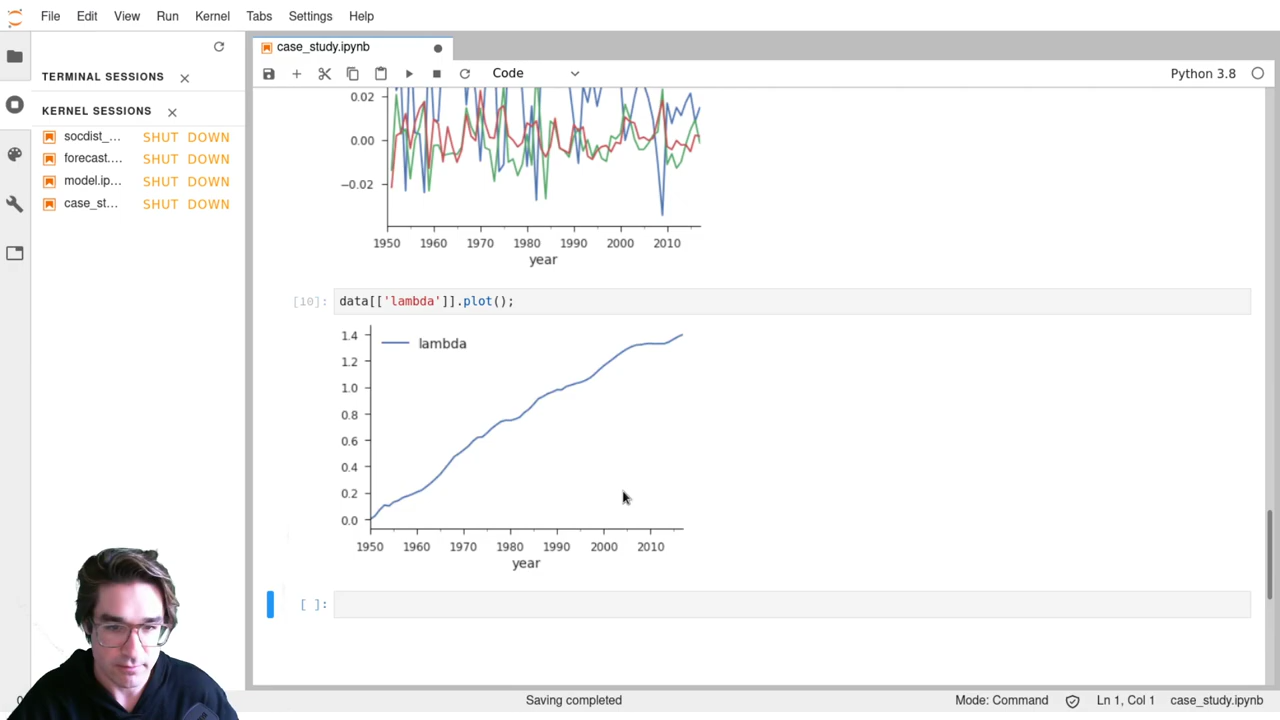 File Edit View Run Kernel Tabs Settings Help
case_study.ipynb
TERMINAL SESSIONS
KERNEL SESSIONS
socdist_... SHUT DOWN
forecast.... SHUT DOWN
model.ip... SHUT DOWN
case_st... SHUT DOWN
Code
Python 3.8
0.02
0.00
−0.02
1950 1960 1970 1980 1990 2000 2010
year
[10]: data[['lambda']].plot();
lambda
1.4
1.2
1.0
0.8
0.6
0.4
0.2
0.0
1950 1960 1970 1980 1990 2000 2010
year
[ ]:
Saving completed
Mode: Command
Ln 1, Col 1
case_study.ipynb